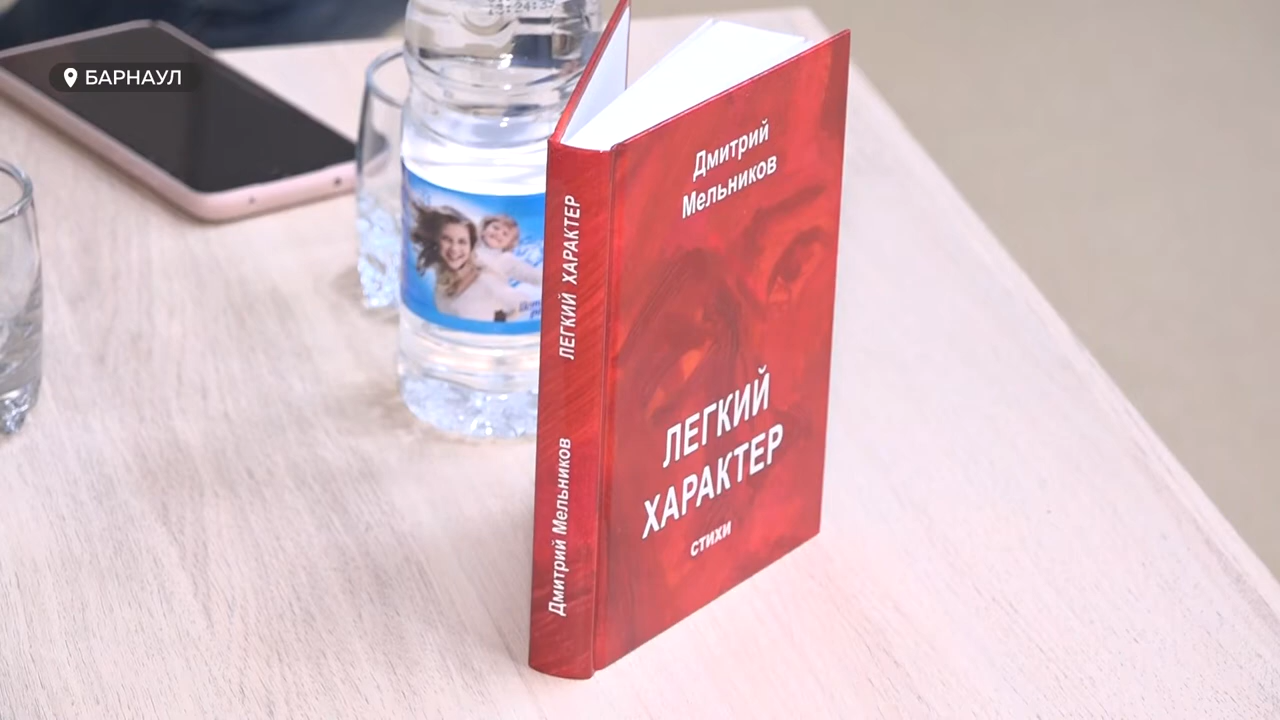 БАРНАУЛ
Дмитрий
Мельников
ЛЕГКИЙ
ХАРАКТЕР
стихи
Дмитрий Мельников ЛЕГКИЙ ХАРАКТЕР